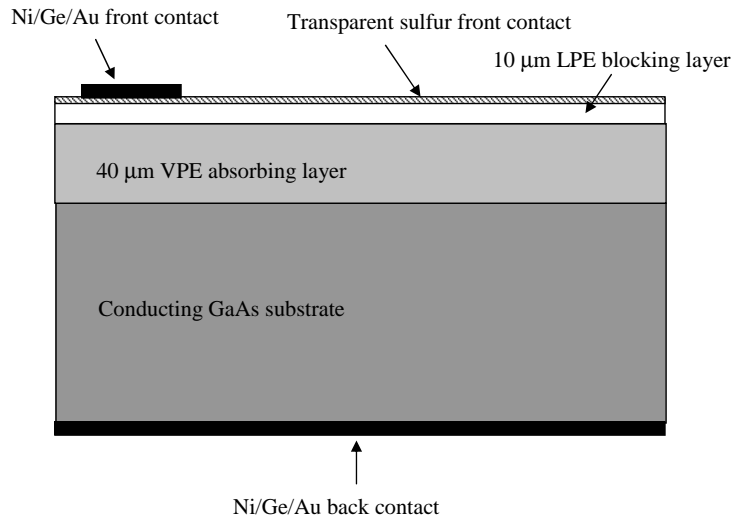 Ni/Ge/Au front contact
Transparent sulfur front contact
10 μm LPE blocking layer
40 μm VPE absorbing layer
Conducting GaAs substrate
Ni/Ge/Au back contact